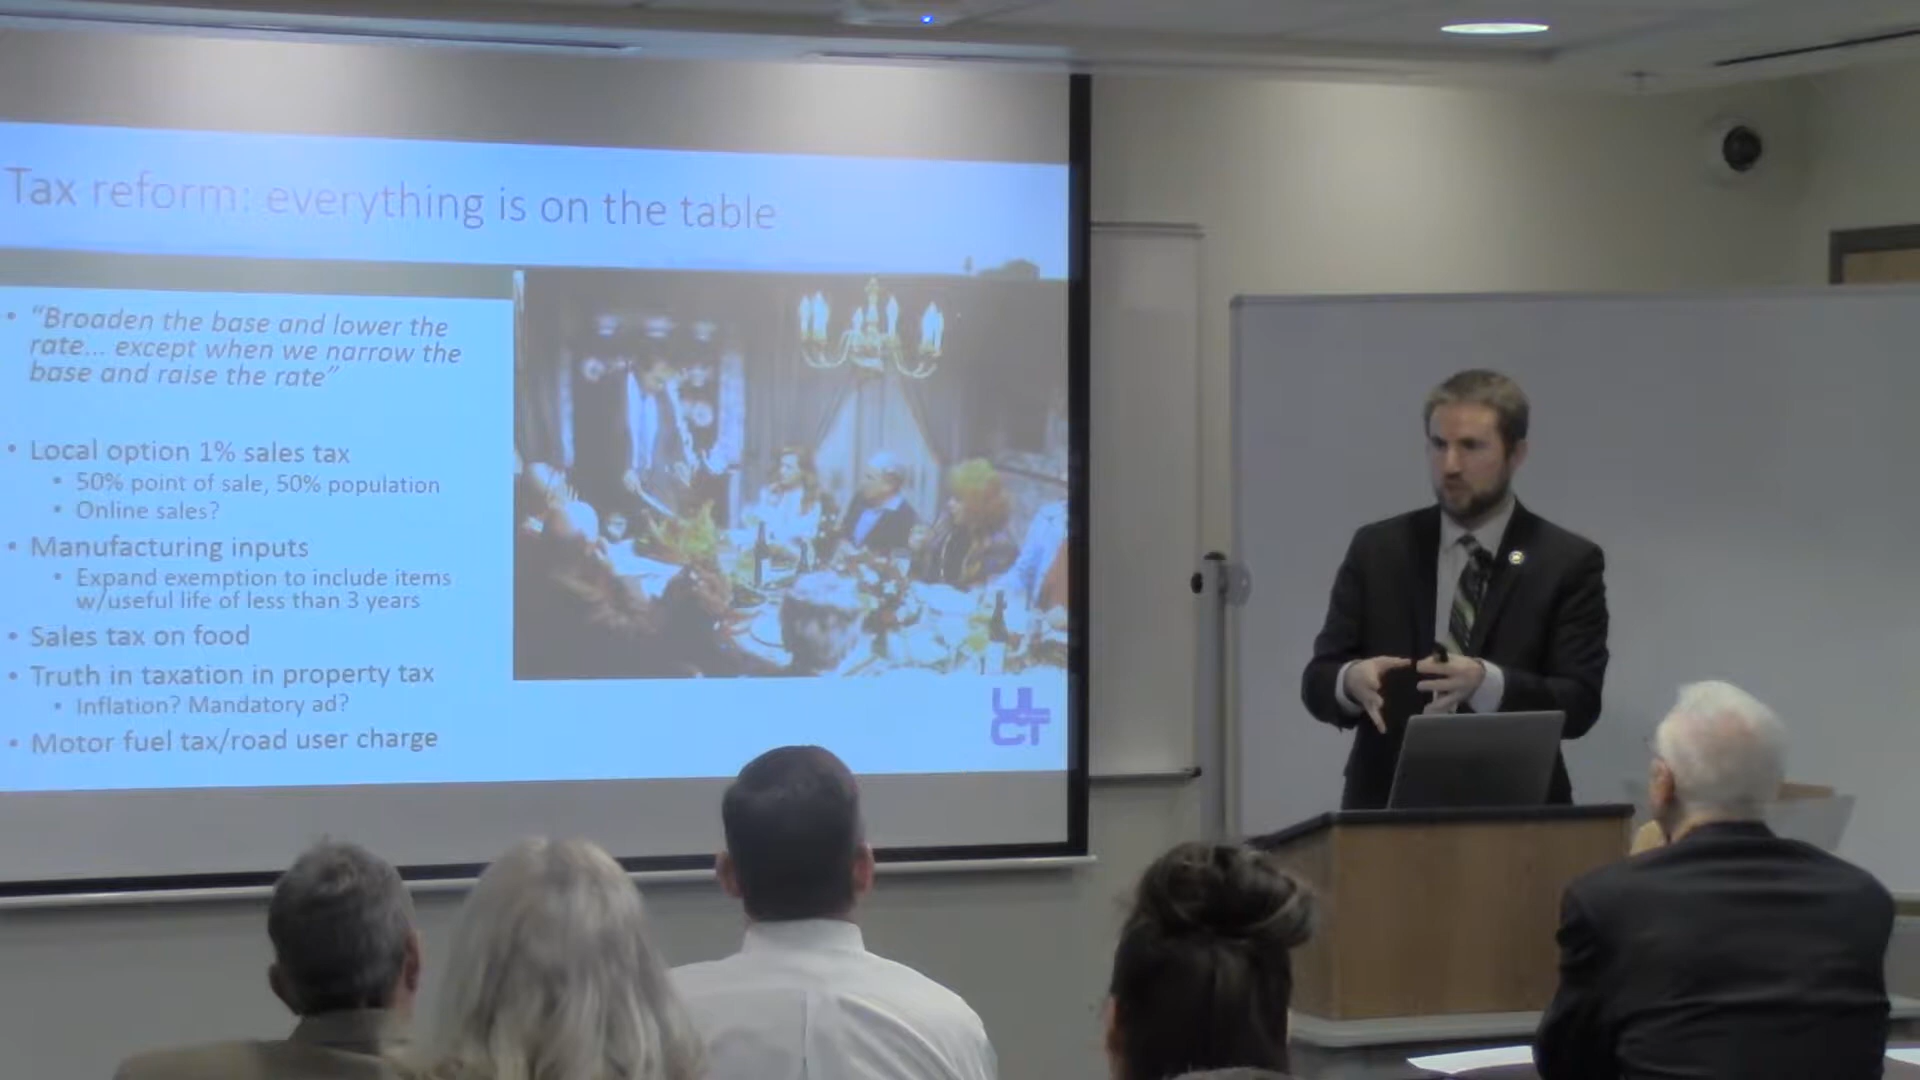 Tax reform: everything is on the table
• “Broaden the base and lower the
rate... except when we narrow the
base and raise the rate”
• Local option 1% sales tax
• 50% point of sale, 50% population
• Online sales?
• Manufacturing inputs
• Expand exemption to include items
w/useful life of less than 3 years
• Sales tax on food
• Truth in taxation in property tax
• Inflation? Mandatory ad?
• Motor fuel tax/road user charge
UL
CT